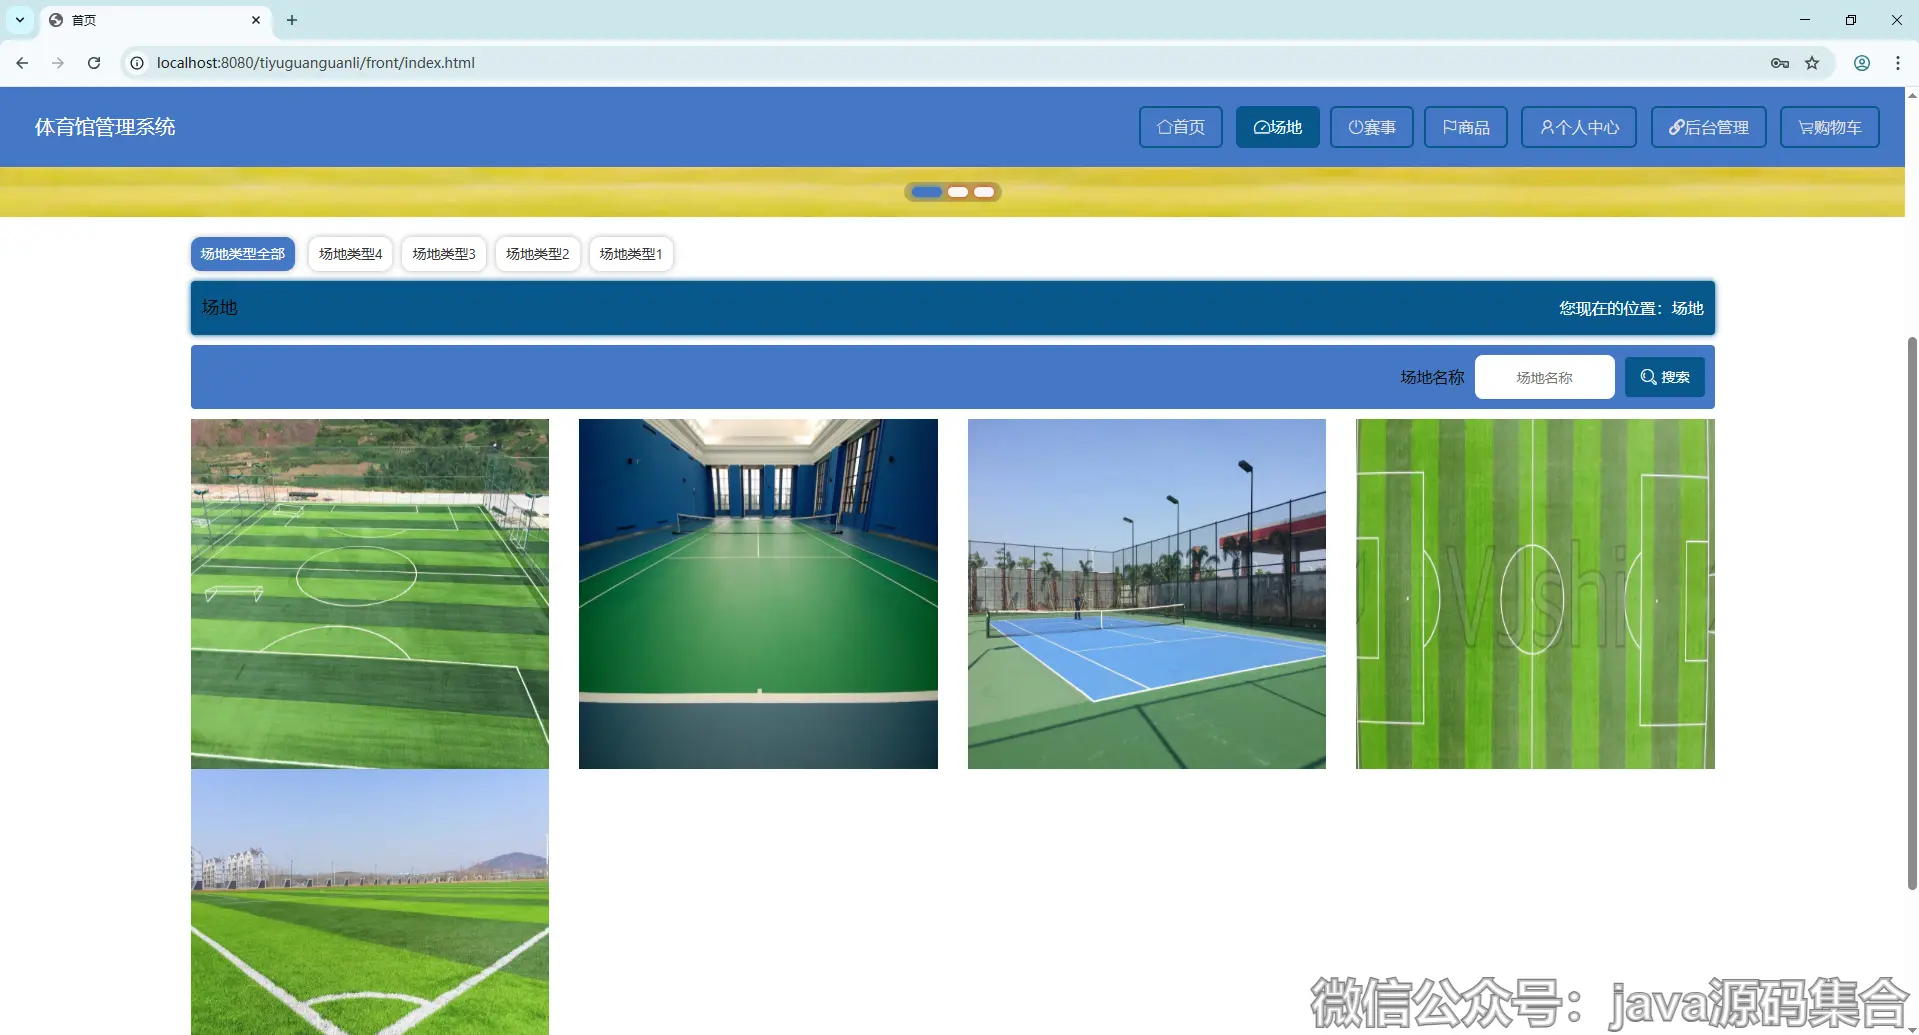 首页
localhost:8080/tiyuguanguanli/front/index.html
体育馆管理系统
首页 场地 赛事 商品 个人中心 后台管理 购物车
场地类型全部 场地类型4 场地类型3 场地类型2 场地类型1
场地 您现在的位置：场地
场地名称 场地名称 搜索
VJshi
微信公众号：java源码集合